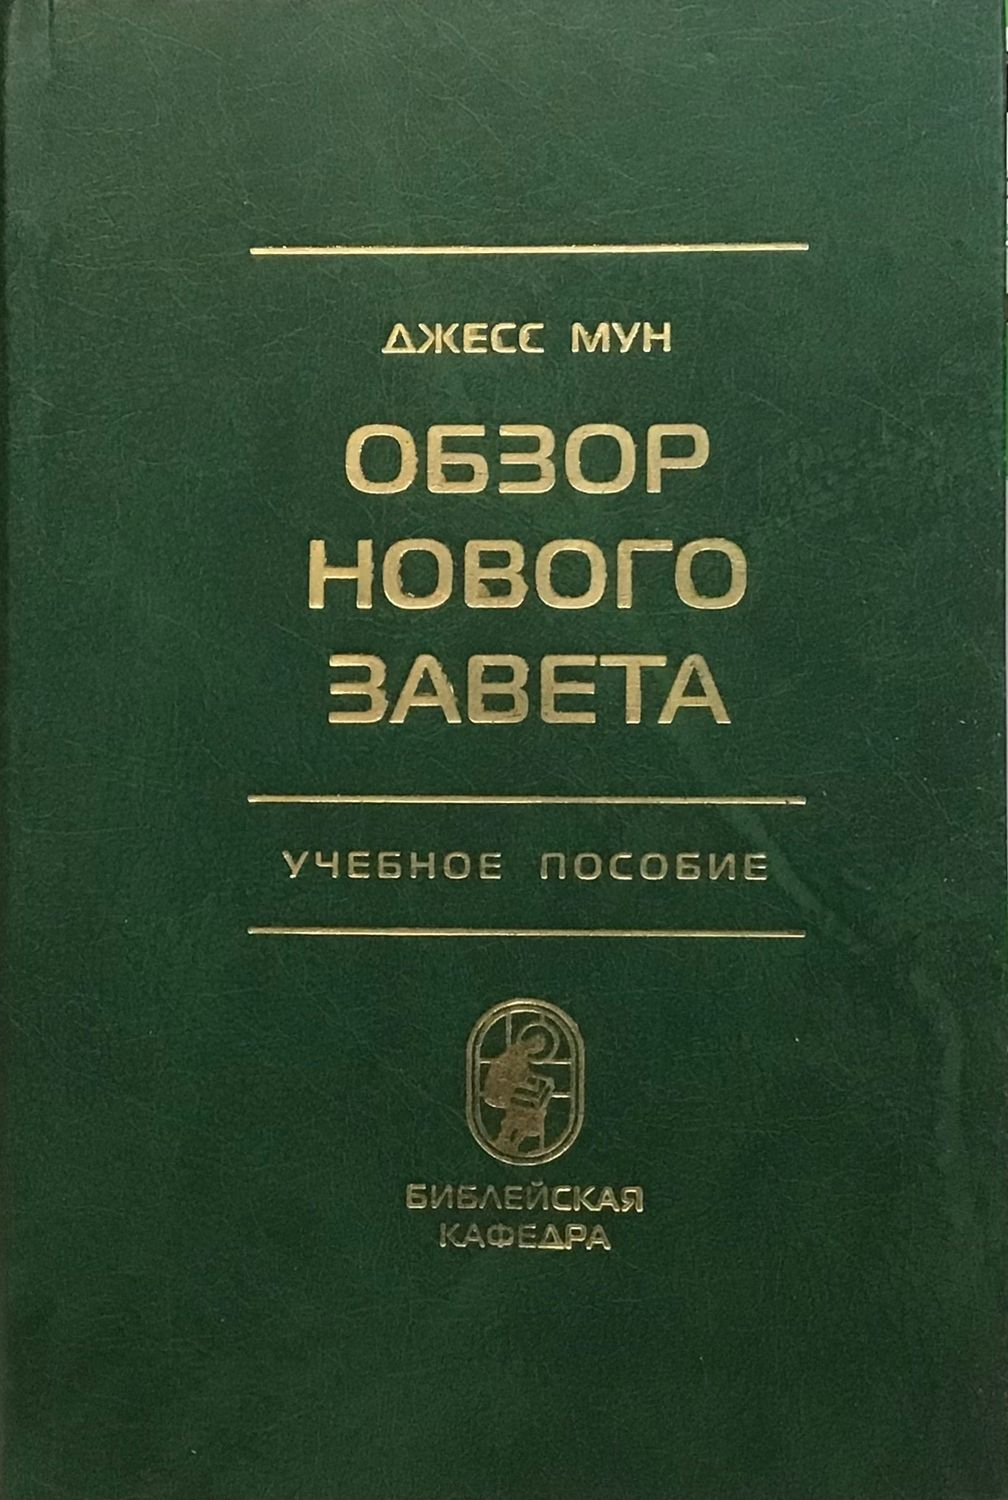 ДЖЕСС МУН
ОБЗОР
НОВОГО
ЗАВЕТА
УЧЕБНОЕ ПОСОБИЕ
БИБЛЕЙСКАЯ
КАФЕДРА